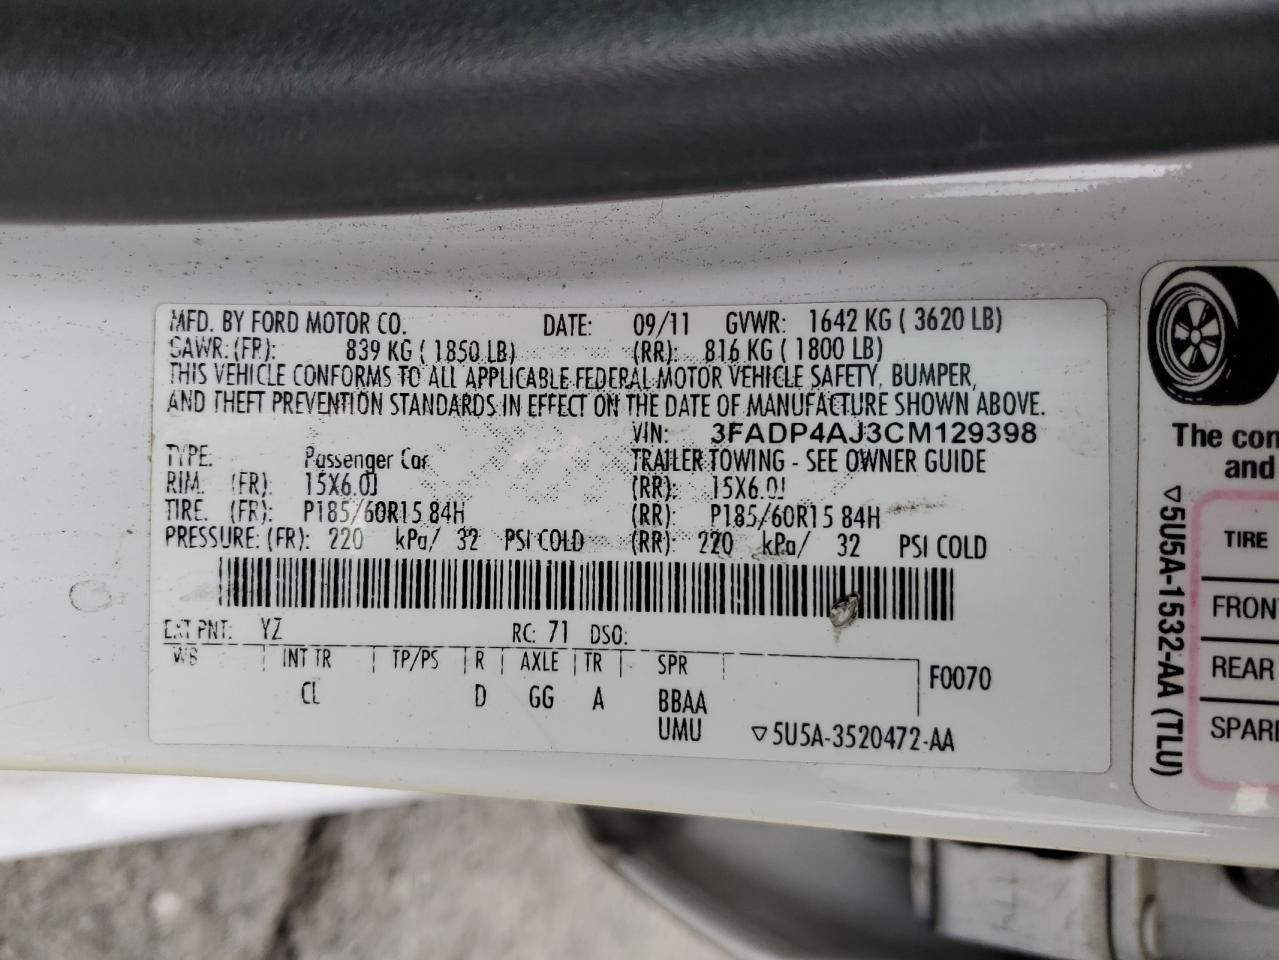 MFD. BY FORD MOTOR CO. DATE: 09/11 GVWR: 1642 KG ( 3620 LB)
GAWR: (FR): 839 KG ( 1850 LB) (RR): 816 KG ( 1800 LB)
THIS VEHICLE CONFORMS TO ALL APPLICABLE FEDERAL MOTOR VEHICLE SAFETY, BUMPER,
AND THEFT PREVENTION STANDARDS IN EFFECT ON THE DATE OF MANUFACTURE SHOWN ABOVE.
VIN: 3FADP4AJ3CM129398
TYPE: Passenger Car TRAILER TOWING - SEE OWNER GUIDE
RIM: (FR): 15X6.0J (RR): 15X6.0J
TIRE: (FR): P185/60R15 84H (RR): P185/60R15 84H
PRESSURE: (FR): 220 kPa/ 32 PSI COLD (RR): 220 kPa/ 32 PSI COLD
EXT PNT: YZ RC: 71 DSO:
WB INT TR TP/PS R AXLE TR SPR F0070
CL D GG A BBAA
UMU ▽5U5A-3520472-AA
The con
and
TIRE
FRONT
REAR
SPARE
▽5U5A-1532-AA (TLU)